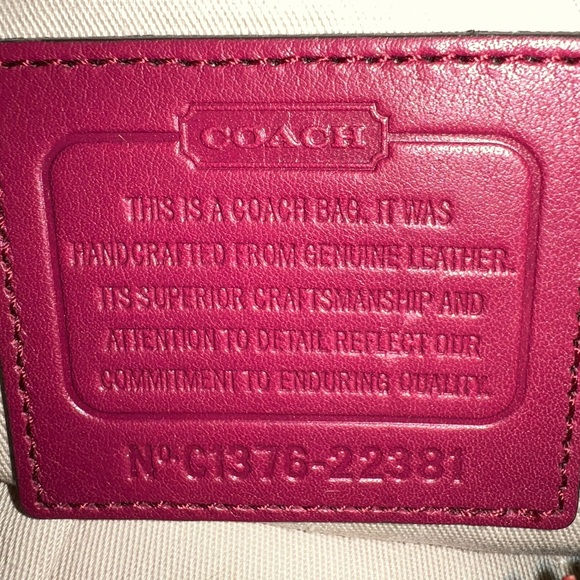 COACH
THIS IS A COACH BAG. IT WAS
HANDCRAFTED FROM GENUINE LEATHER.
ITS SUPERIOR CRAFTSMANSHIP AND
ATTENTION TO DETAIL REFLECT OUR
COMMITMENT TO ENDURING QUALITY.
Nº C1376-22381